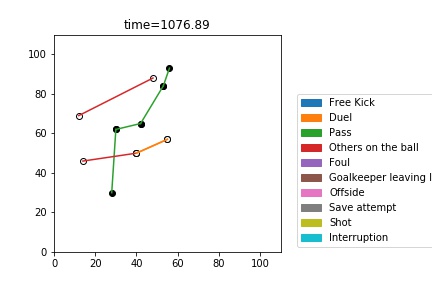 time=1076.89
100
80
60
40
20
0
0 20 40 60 80 100
Free Kick
Duel
Pass
Others on the ball
Foul
Goalkeeper leaving l
Offside
Save attempt
Shot
Interruption